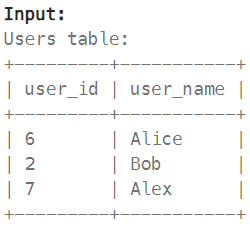 Input:
Users table:
+---------+-----------+
| user_id | user_name |
+---------+-----------+
| 6       | Alice     |
| 2       | Bob       |
| 7       | Alex      |
+---------+-----------+